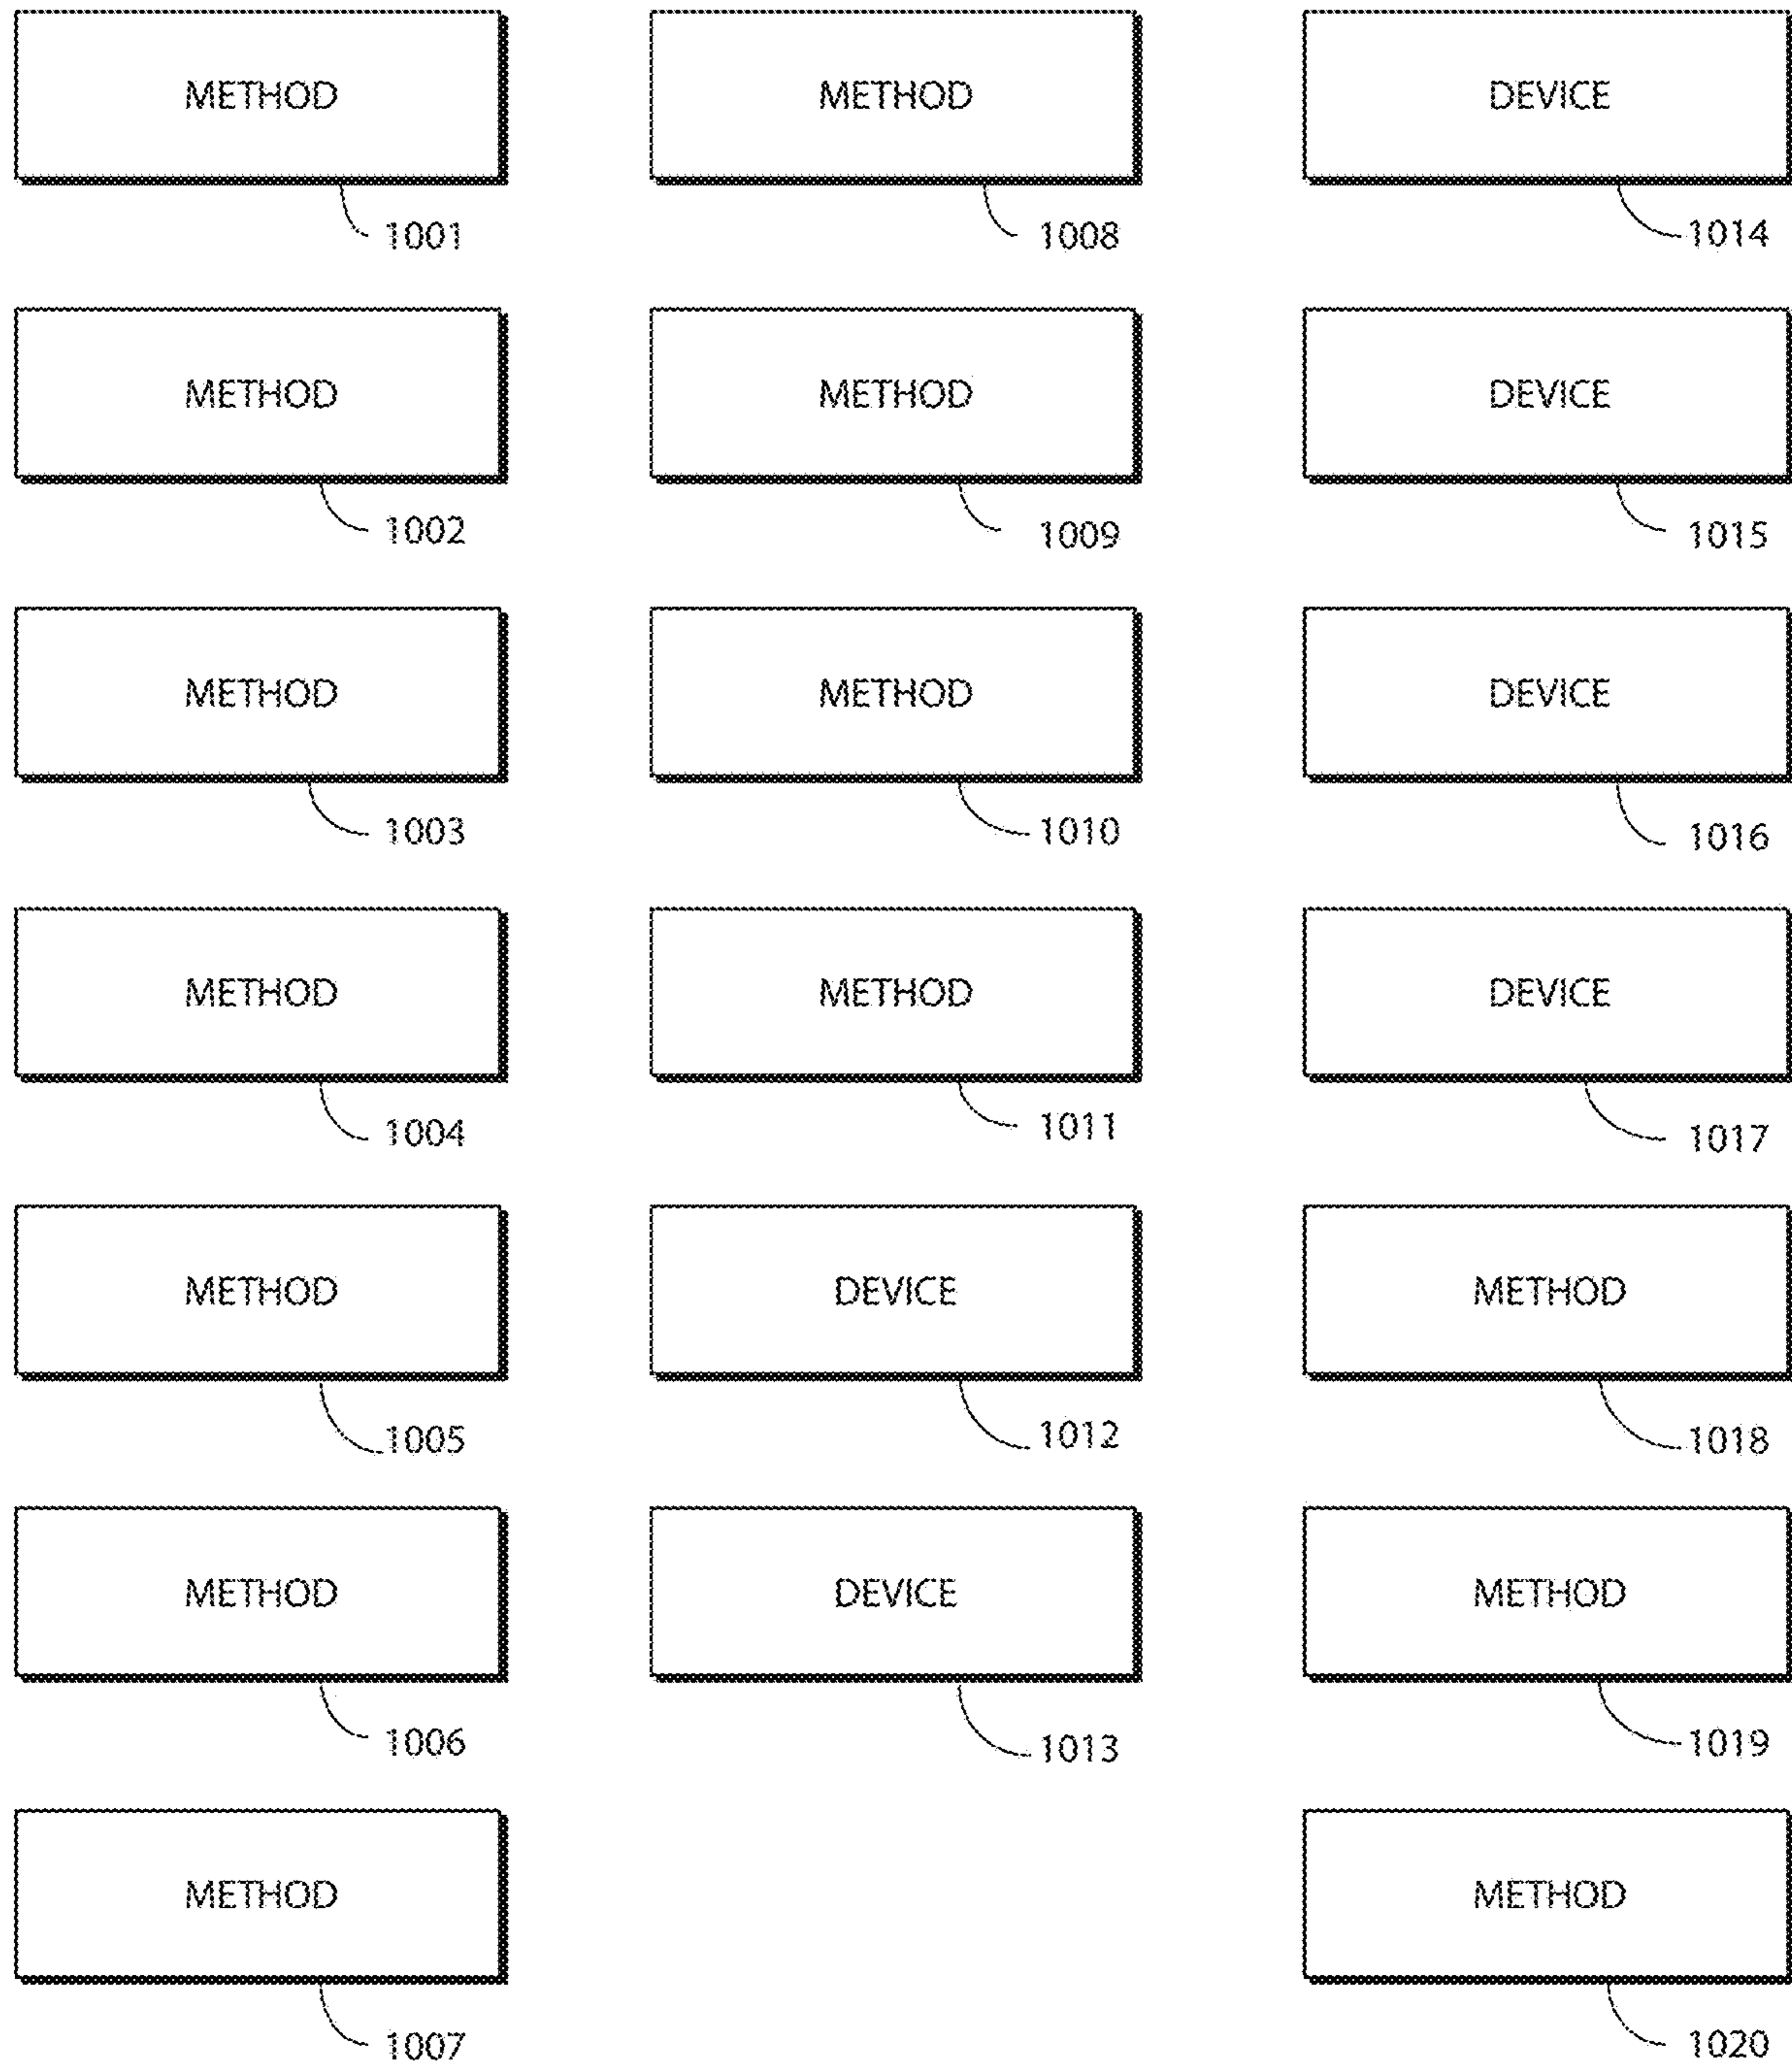 METHOD
1001
METHOD
1002
METHOD
1003
METHOD
1004
METHOD
1005
METHOD
1006
METHOD
1007
METHOD
1008
METHOD
1009
METHOD
1010
METHOD
1011
DEVICE
1012
DEVICE
1013
DEVICE
1014
DEVICE
1015
DEVICE
1016
DEVICE
1017
METHOD
1018
METHOD
1019
METHOD
1020